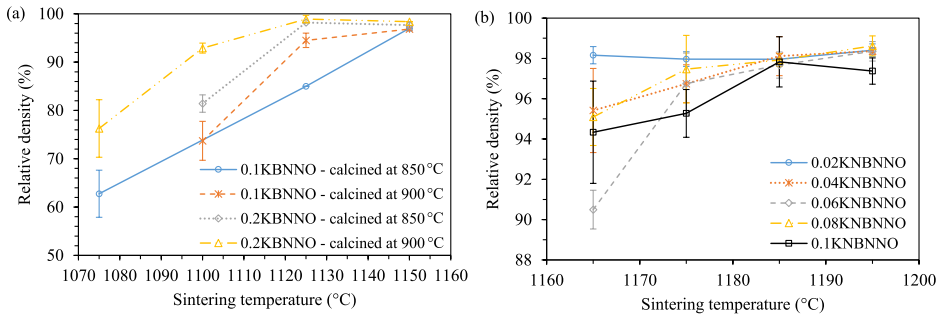 (a)
100
90
80
70
60
50
Relative density (%)
0.1KBNNO - calcined at 850 °C
0.1KBNNO - calcined at 900 °C
0.2KBNNO - calcined at 850 °C
0.2KBNNO - calcined at 900 °C
1070 1080 1090 1100 1110 1120 1130 1140 1150 1160
Sintering temperature (°C)
(b)
100
98
96
94
92
90
88
Relative density (%)
0.02KNBNNO
0.04KNBNNO
0.06KNBNNO
0.08KNBNNO
0.1KNBNNO
1160 1170 1180 1190 1200
Sintering temperature (°C)